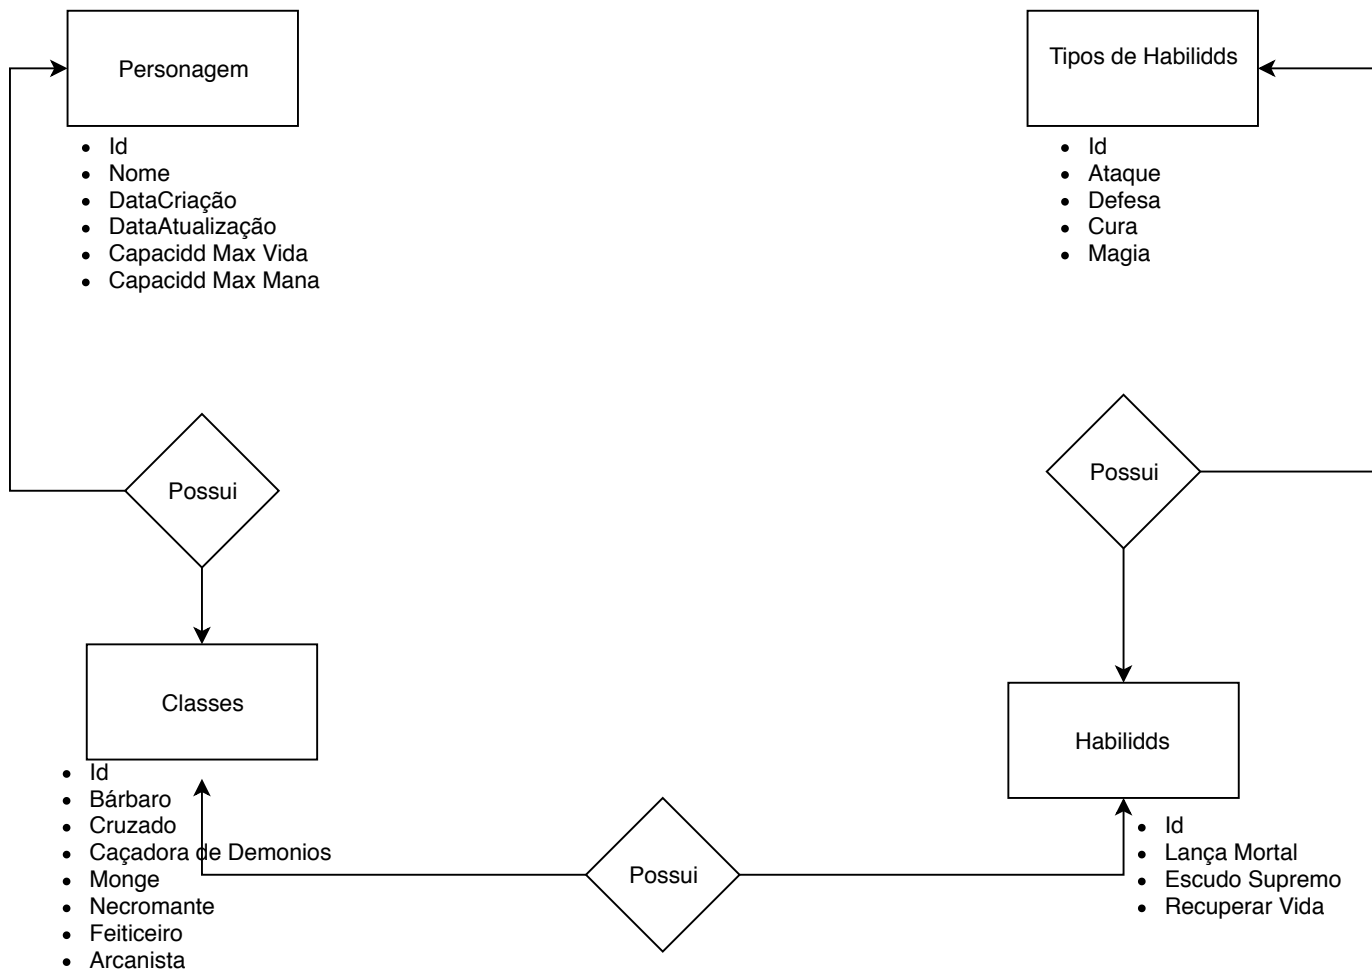 Personagem
Id
Nome
DataCriação
DataAtualização
Capacidd Max Vida
Capacidd Max Mana
Tipos de Habilidds
Id
Ataque
Defesa
Cura
Magia
Possui
Possui
Classes
Id
Bárbaro
Cruzado
Caçadora de Demonios
Monge
Necromante
Feiticeiro
Arcanista
Possui
Habilidds
Id
Lança Mortal
Escudo Supremo
Recuperar Vida